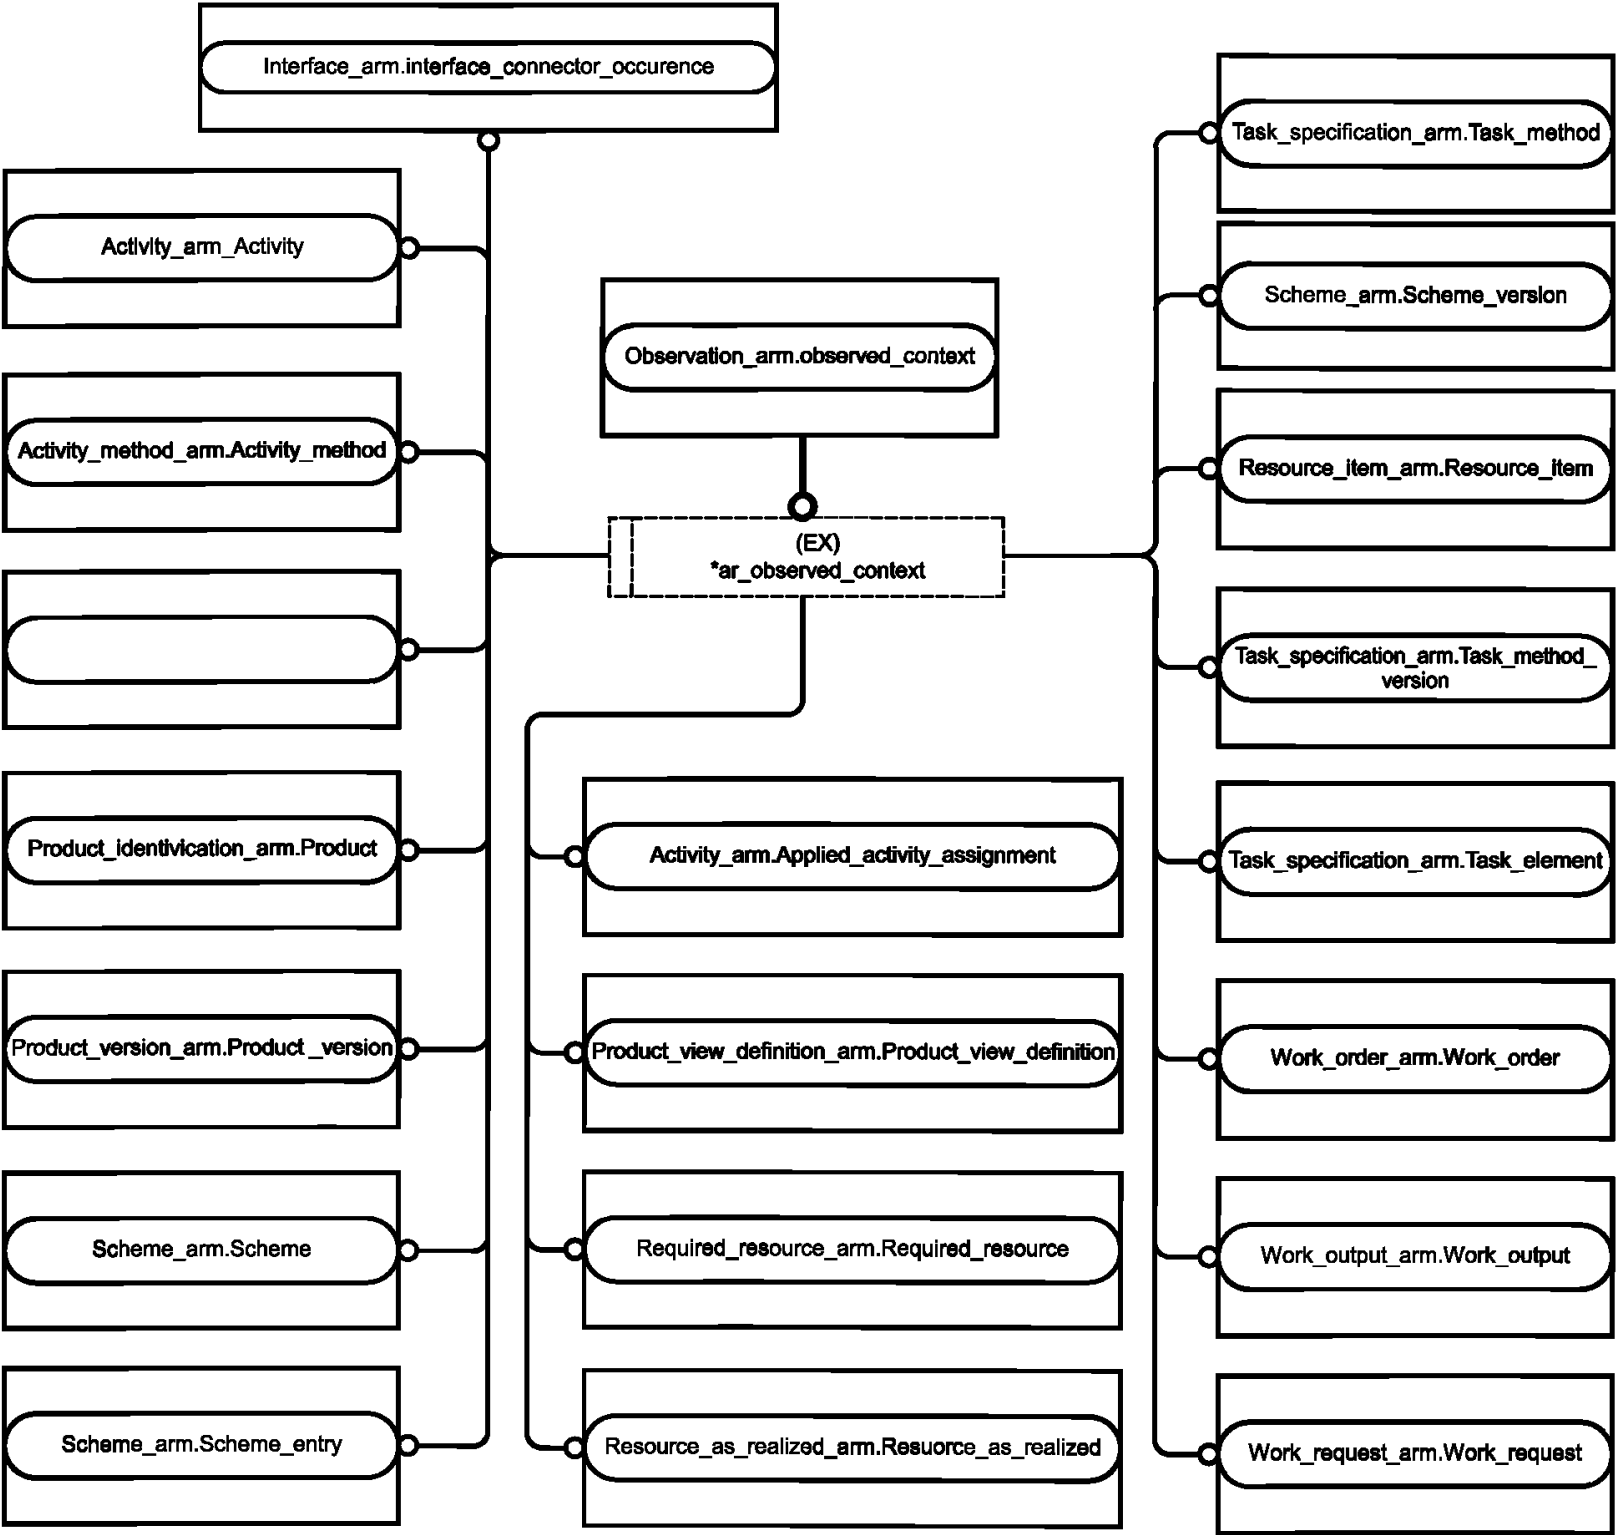 Interface_arm.interface_connector_occurence
Activity_arm_Activity
Activity_method_arm.Activity_method
Product_identivication_arm.Product
Product_version_arm.Product _version
Scheme_arm.Scheme
Scheme_arm.Scheme_entry
Observation_arm.observed_context
(EX)
*ar_observed_context
Activity_arm.Applied_activity_assignment
Product_view_definition_arm.Product_view_definition
Required_resource_arm.Required_resource
Resource_as_realized_arm.Resuorce_as_realized
Task_specification_arm.Task_method
Scheme_arm.Scheme_version
Resource_item_arm.Resource_item
Task_specification_arm.Task_method_
version
Task_specification_arm.Task_element
Work_order_arm.Work_order
Work_output_arm.Work_output
Work_request_arm.Work_request